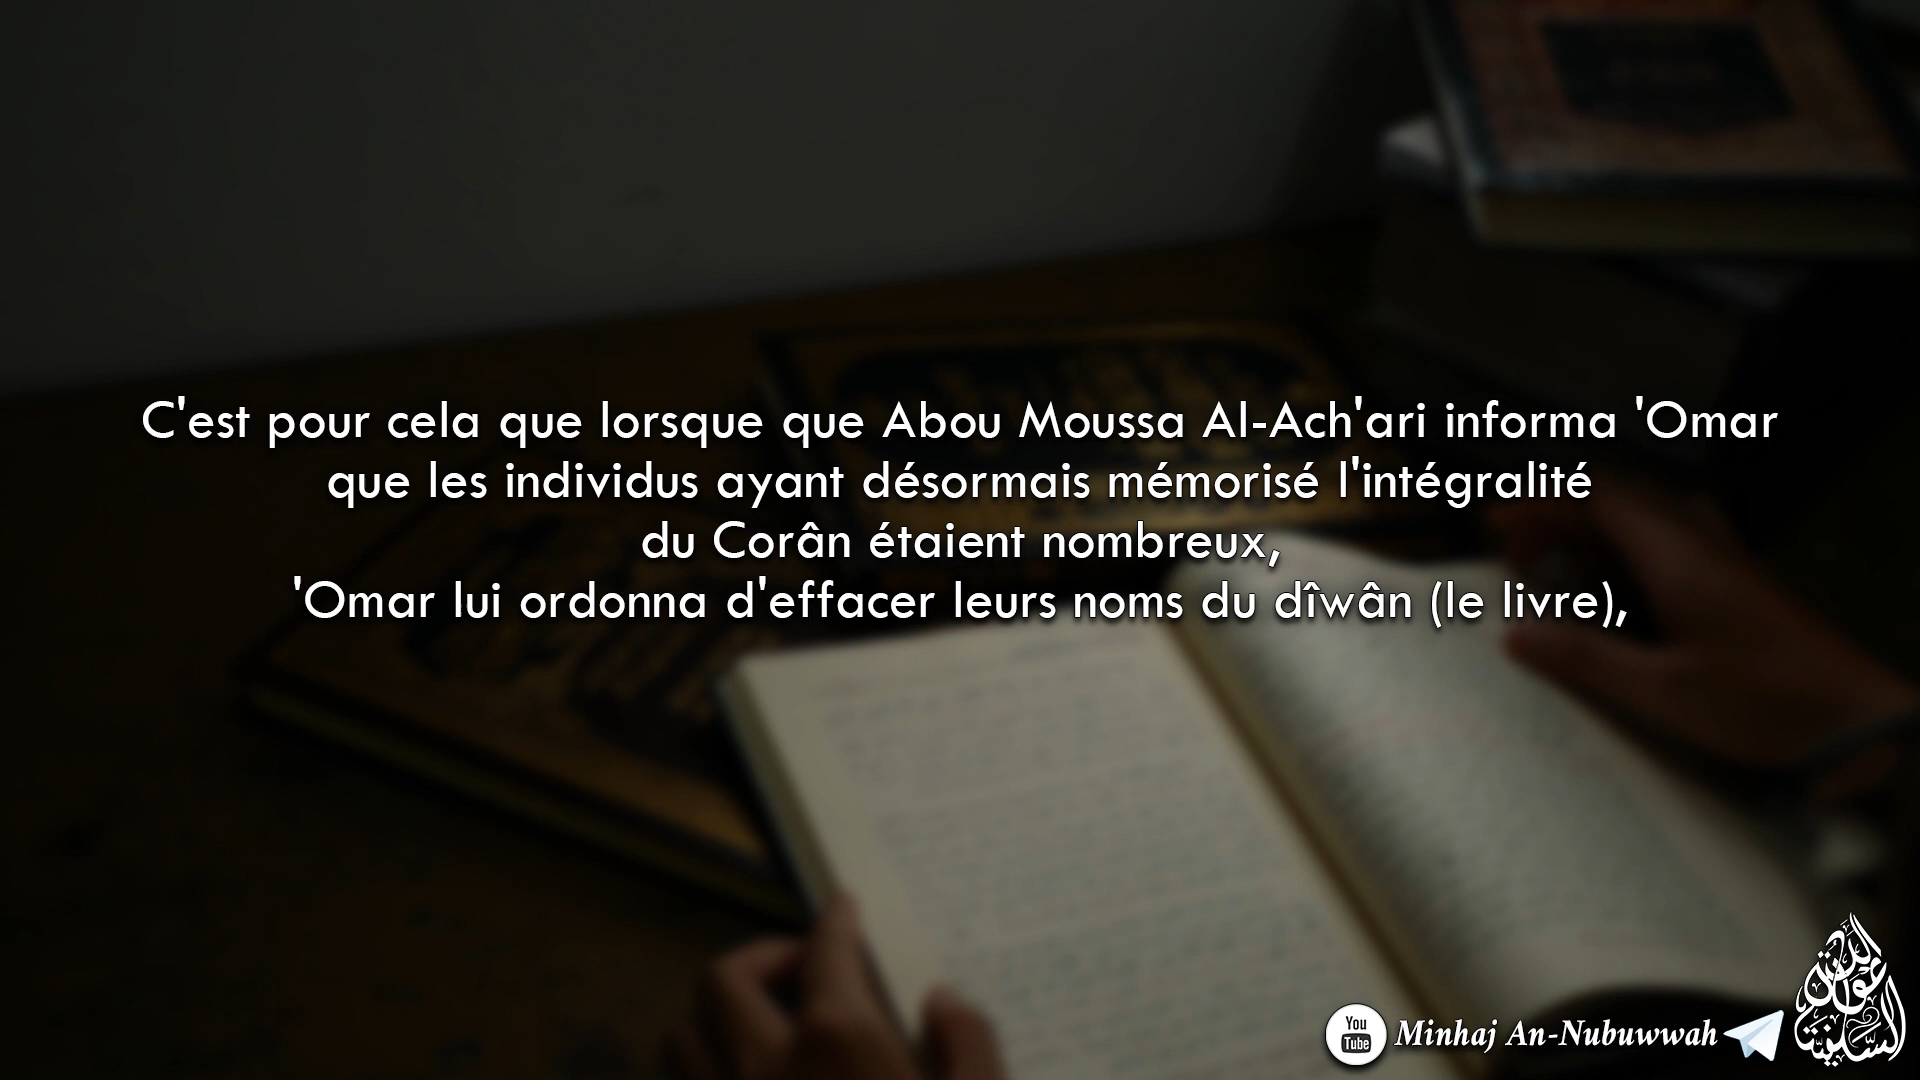 C'est pour cela que lorsque que Abou Moussa Al-Ach'ari informa 'Omar
que les individus ayant désormais mémorisé l'intégralité
du Corân étaient nombreux,
'Omar lui ordonna d'effacer leurs noms du dîwân (le livre),
You
Tube
Minhaj An-Nubuwwah